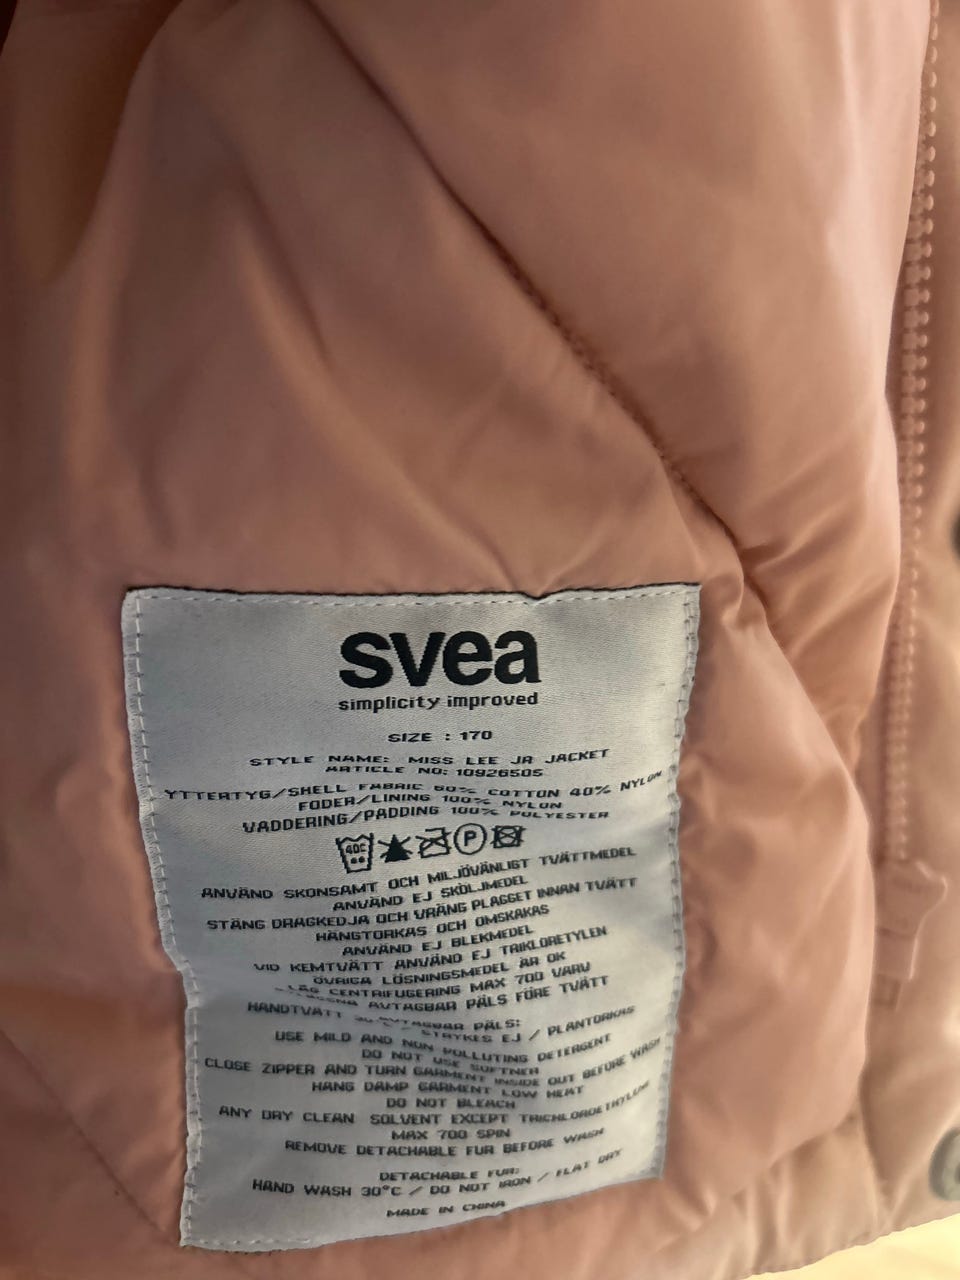 svea
simplicity improved
SIZE : 170
STYLE NAME: MISS LEE JR JACKET
ARTICLE NO: 10926505
YTTERTYG/SHELL FABRIC 60% COTTON 40% NYLON
FODER/LINING 100% NYLON
VADDERING/PADDING 100% POLYESTER
40C P
ANVÄND SKONSAMT OCH MILJÖVÄNLIGT TVÄTTMEDEL
ANVÄND EJ SKÖLJMEDEL
STÄNG DRAGKEDJA OCH VRÄNG PLAGGET INNAN TVÄTT
HÄNGTORKAS OCH OMSKAKAS
ANVÄND EJ BLEKMEDEL
VID KEMTVÄTT ANVÄND EJ TRIKLORETYLEN
ÖVRIGA LÖSNINGSMEDEL ÄR OK
LÅG CENTRIFUGERING MAX 700 VARV
AVTAGBAR PÄLS FÖRE TVÄTT
AVTAGBAR PÄLS:
HANDTVÄTT STRYKES EJ / PLANTORKAS
USE MILD AND NON POLLUTING DETERGENT
DO NOT USE SOFTNER
CLOSE ZIPPER AND TURN GARMENT INSIDE OUT BEFORE WASH
HANG DAMP GARMENT LOW HEAT
DO NOT BLEACH
ANY DRY CLEAN SOLVENT EXCEPT TRICHLOROETHYLENE
MAX 700 SPIN
REMOVE DETACHABLE FUR BEFORE WASH
DETACHABLE FUR:
HAND WASH 30°C / DO NOT IRON / FLAT DRY
MADE IN CHINA